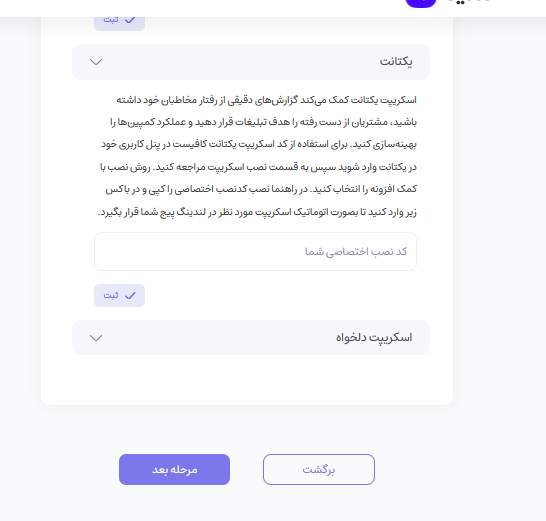 ثبت
یکتانت
اسکریپت یکتانت کمک می‌کند گزارش‌های دقیقی از رفتار مخاطبان خود داشته
باشید، مشتریان از دست رفته را هدف تبلیغات قرار دهید و عملکرد کمپین‌ها را
بهینه‌سازی کنید. برای استفاده از کد اسکریپت یکتانت کافیست در پنل کاربری خود
در یکتانت وارد شوید سپس به قسمت نصب اسکریپت مراجعه کنید. روش نصب با
کمک افزونه را انتخاب کنید. در راهنما نصب کدنصب اختصاصی را کپی و در باکس
زیر وارد کنید تا بصورت اتوماتیک اسکریپت مورد نظر در لندینگ پیج شما قرار بگیرد.
کد نصب اختصاصی شما
ثبت
اسکریپت دلخواه
برگشت
مرحله بعد